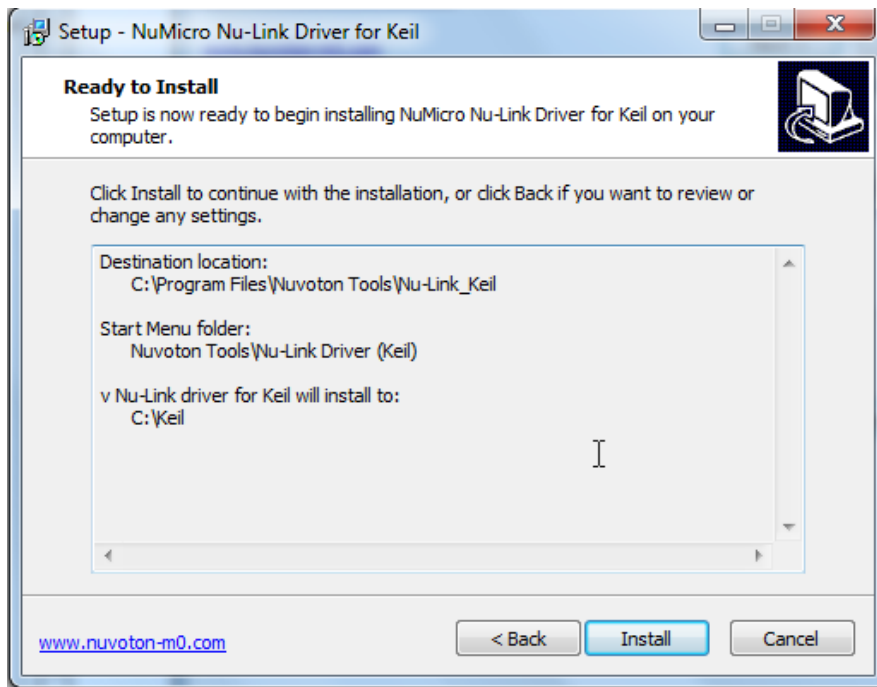 Setup - NuMicro Nu-Link Driver for Keil
Ready to Install
Setup is now ready to begin installing NuMicro Nu-Link Driver for Keil on your
computer.
Click Install to continue with the installation, or click Back if you want to review or
change any settings.
Destination location:
C:\Program Files\Nuvoton Tools\Nu-Link_Keil
Start Menu folder:
Nuvoton Tools\Nu-Link Driver (Keil)
v Nu-Link driver for Keil will install to:
C:\Keil
www.nuvoton-m0.com
< Back
Install
Cancel